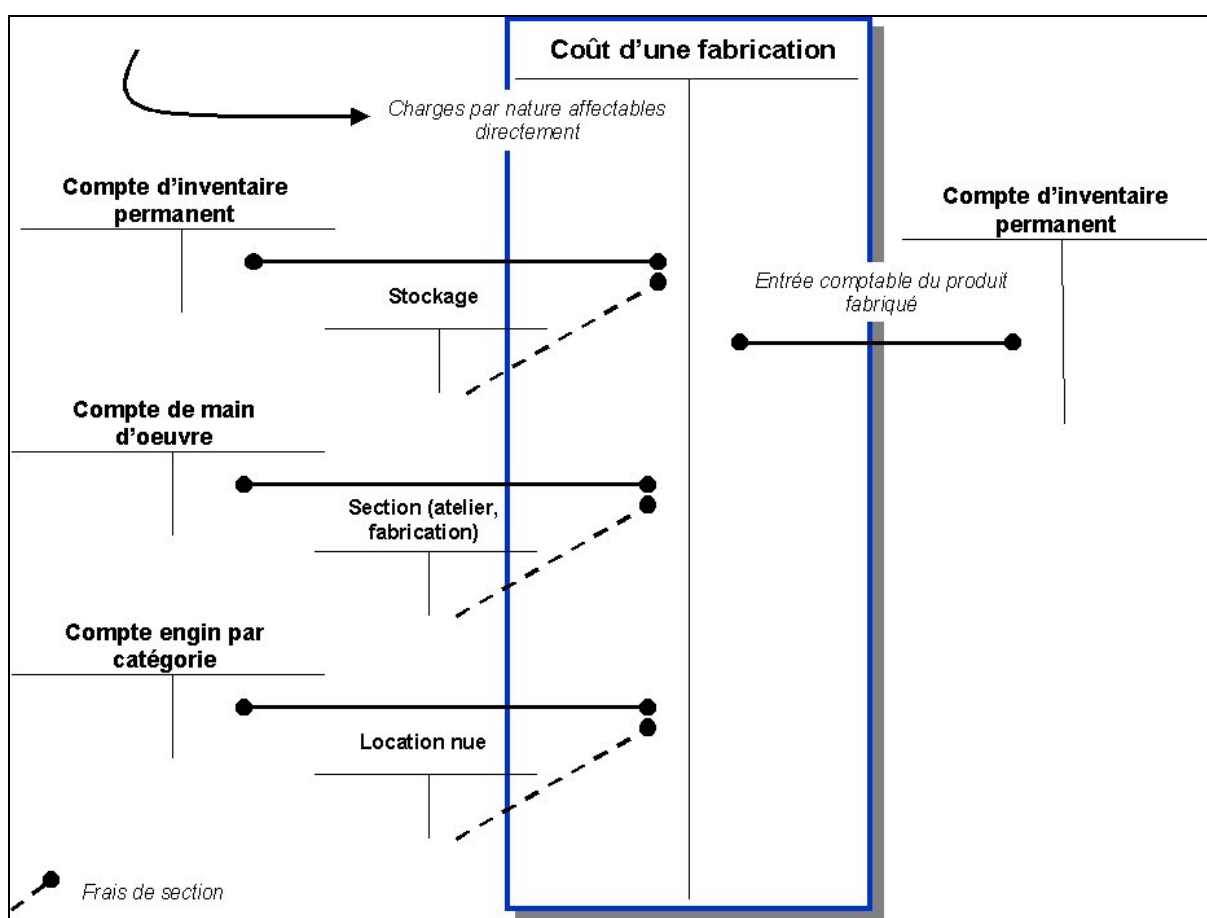 Coût d'une fabrication
Charges par nature affectables
directement
Compte d'inventaire
permanent
Compte d'inventaire
permanent
Stockage
Entrée comptable du produit
fabriqué
Compte de main
d'oeuvre
Section (atelier,
fabrication)
Compte engin par
catégorie
Location nue
Frais de section